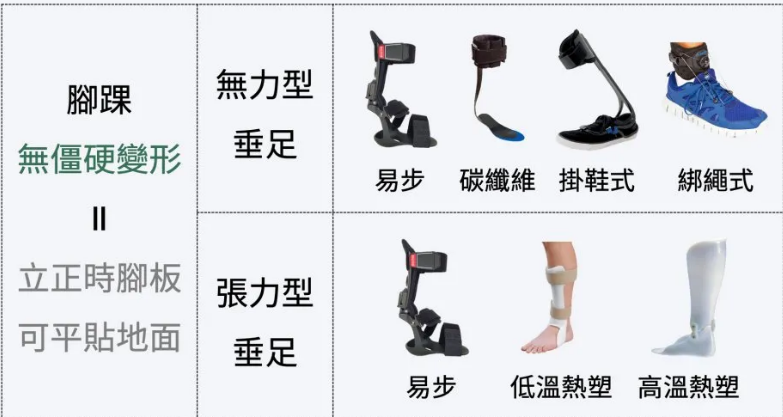 腳踝
無僵硬變形
=
立正時腳板
可平貼地面
無力型
垂足
易步 碳纖維 掛鞋式 綁繩式
張力型
垂足
易步 低溫熱塑 高溫熱塑